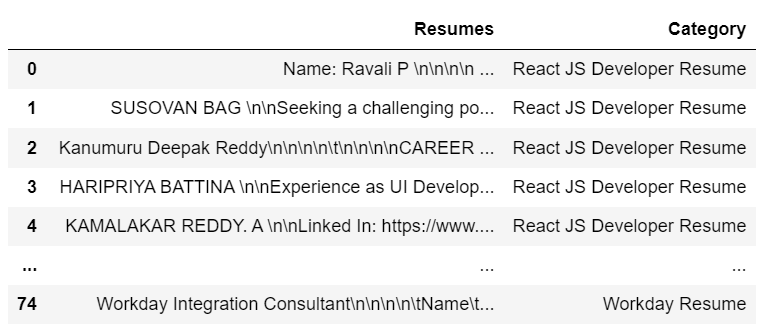 Resumes Category
0 Name: Ravali P \n\n\n\n ... React JS Developer Resume
1 SUSOVAN BAG \n\nSeeking a challenging po... React JS Developer Resume
2 Kanumuru Deepak Reddy\n\n\n\n\t\n\n\n\nCAREER ... React JS Developer Resume
3 HARIPRIYA BATTINA \n\nExperience as UI Develop... React JS Developer Resume
4 KAMALAKAR REDDY. A \n\nLinked In: https://www.... React JS Developer Resume
... ... ...
74 Workday Integration Consultant\n\n\n\n\tName\t... Workday Resume